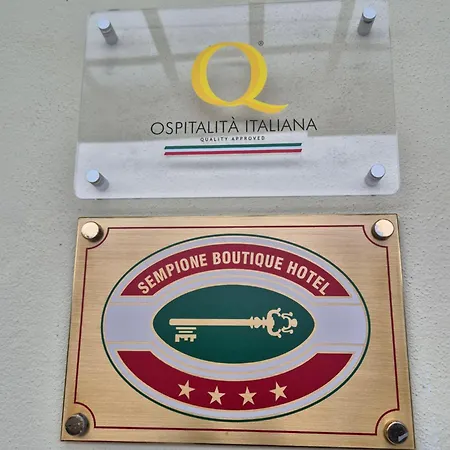 Q
®
OSPITALITÀ ITALIANA
QUALITY APPROVED
SEMPIONE BOUTIQUE HOTEL